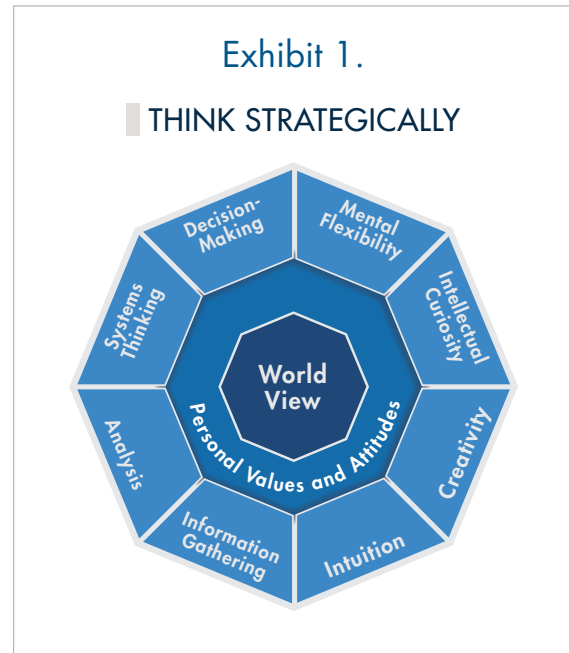 Exhibit 1.
THINK STRATEGICALLY
Decision-
Making
Mental
Flexibility
Systems
Thinking
Intellectual
Curiosity
World
View
Personal Values and Attitudes
Analysis
Creativity
Information
Gathering
Intuition